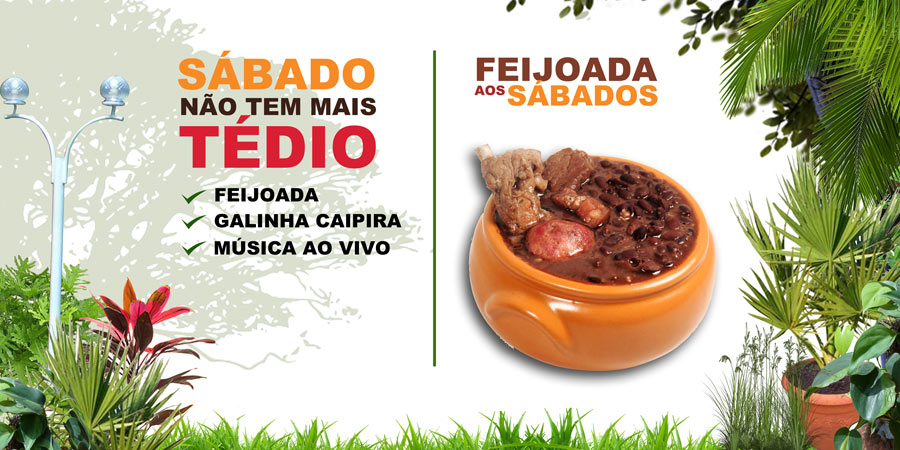 SÁBADO
NÃO TEM MAIS
TÉDIO
FEIJOADA
GALINHA CAIPIRA
MÚSICA AO VIVO
FEIJOADA
AOS SÁBADOS